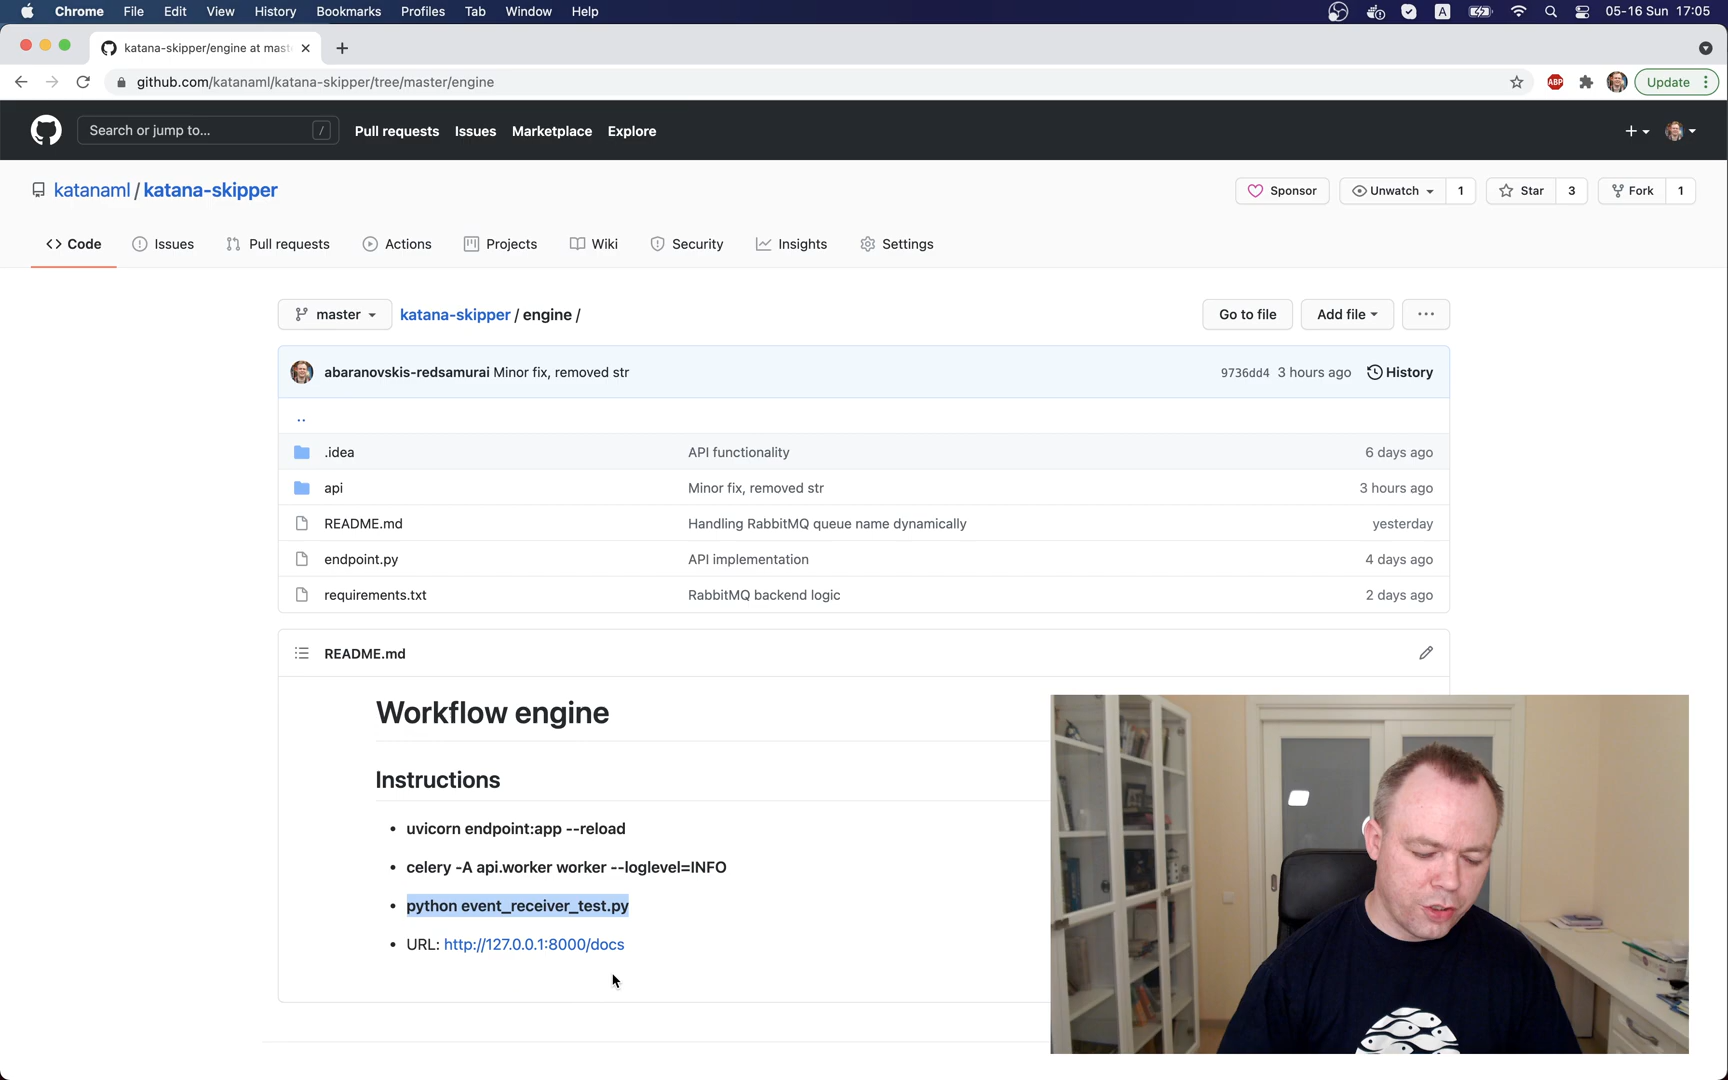 Chrome File Edit View History Bookmarks Profiles Tab Window Help A 05-16 Sun 17:05
katana-skipper/engine at mast
github.com/katanaml/katana-skipper/tree/master/engine ABP Update
Search or jump to... / Pull requests Issues Marketplace Explore
katanaml / katana-skipper Sponsor Unwatch 1 Star 3 Fork 1
Code Issues Pull requests Actions Projects Wiki Security Insights Settings
master katana-skipper / engine / Go to file Add file ...
abaranovskis-redsamurai Minor fix, removed str 9736dd4 3 hours ago History
..
.idea API functionality 6 days ago
api Minor fix, removed str 3 hours ago
README.md Handling RabbitMQ queue name dynamically yesterday
endpoint.py API implementation 4 days ago
requirements.txt RabbitMQ backend logic 2 days ago
README.md
Workflow engine
Instructions
• uvicorn endpoint:app --reload
• celery -A api.worker worker --loglevel=INFO
• python event_receiver_test.py
• URL: http://127.0.0.1:8000/docs